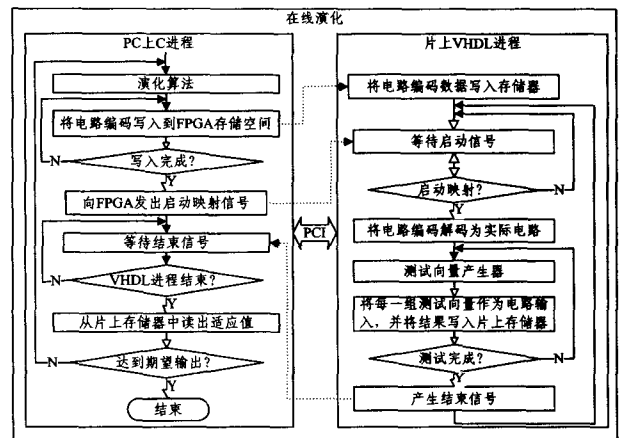 在线演化
PC上C进程
演化算法
将电路编码写入到FPGA存储空间
写入完成?
N
Y
向FPGA发出启动映射信号
等待结束信号
VHDL进程结束?
N
Y
从片上存储器中读出适应值
达到期望输出?
N
Y
结束
PCI
片上VHDL进程
将电路编码数据写入存储器
等待启动信号
启动映射?
N
Y
将电路编码解码为实际电路
测试向量产生器
将每一组测试向量作为电路输
入，并将结果写入片上存储器
测试完成?
N
Y
产生结束信号